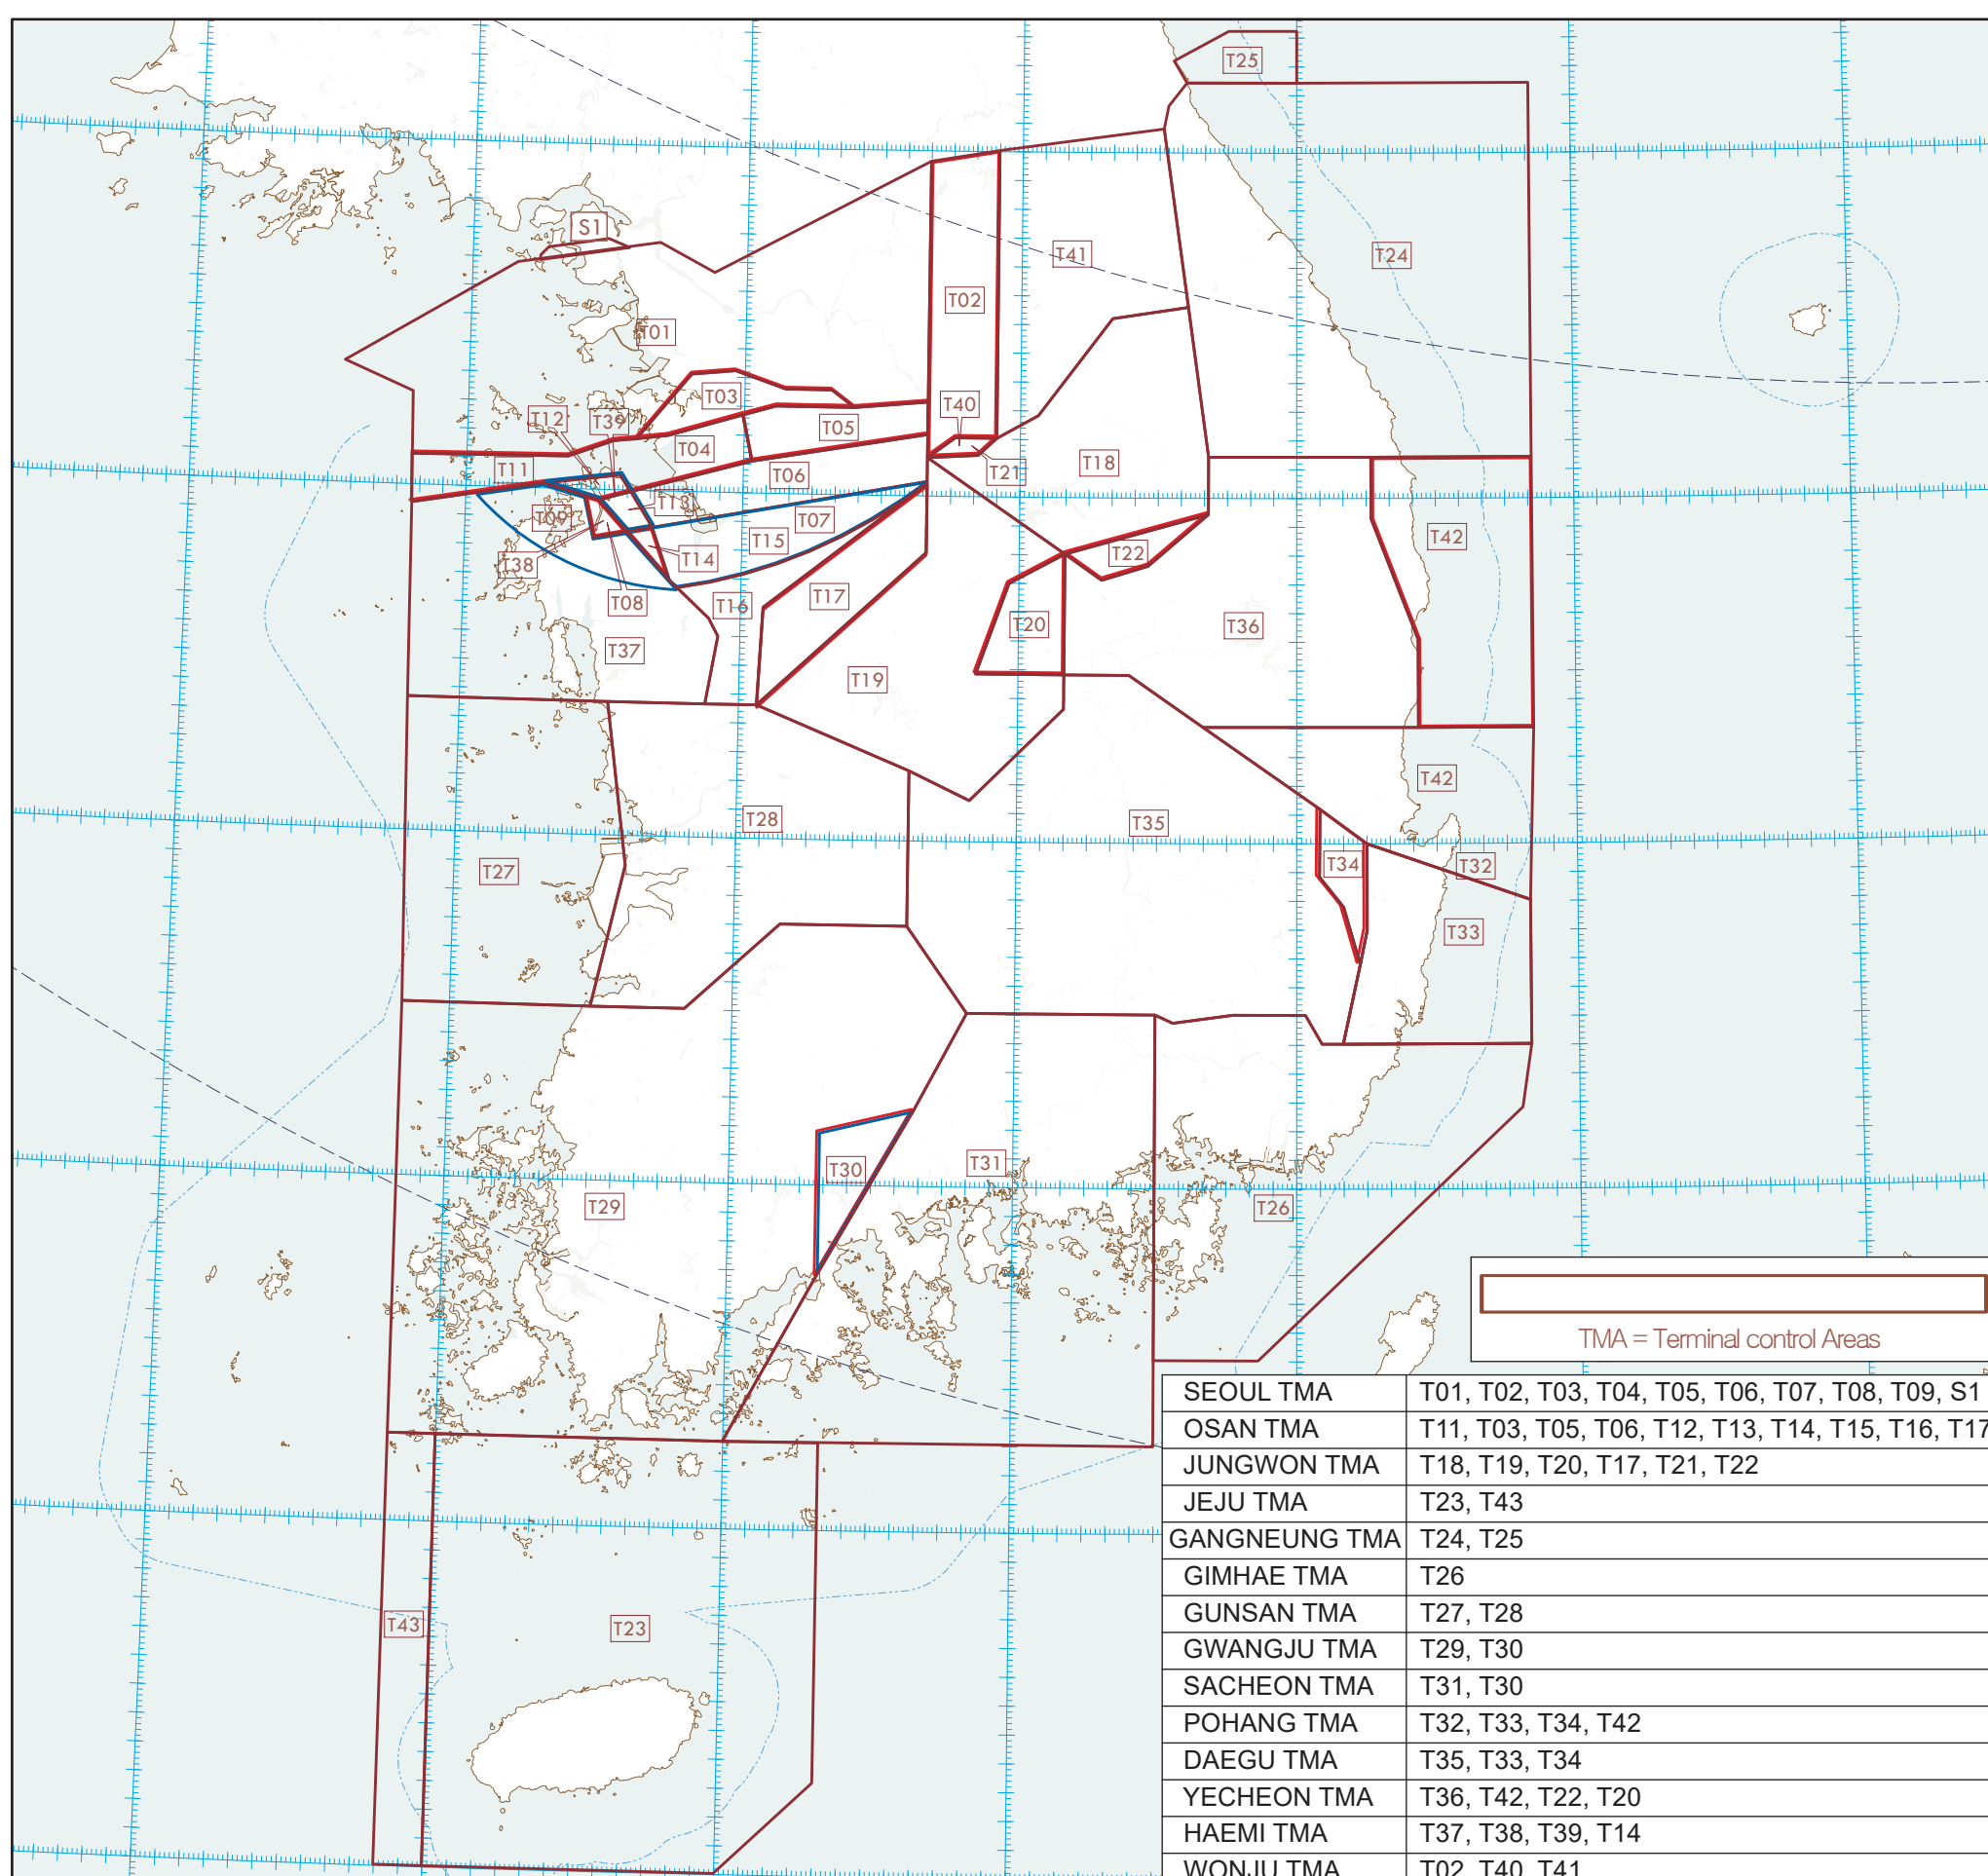 T25
T24
S1
T41
T02
T01
T03
T40
T12
T39
T05
T04
T21
T18
T11
T06
T13
T09
T07
T42
T15
T22
T14
T38
T08
T16
T17
T20
T36
T37
T19
T42
T28
T35
T27
T34
T32
T33
T30
T31
T29
T26
T43
T23
TMA = Terminal control Areas
SEOUL TMA T01, T02, T03, T04, T05, T06, T07, T08, T09, S1
OSAN TMA T11, T03, T05, T06, T12, T13, T14, T15, T16, T17
JUNGWON TMA T18, T19, T20, T17, T21, T22
JEJU TMA T23, T43
GANGNEUNG TMA T24, T25
GIMHAE TMA T26
GUNSAN TMA T27, T28
GWANGJU TMA T29, T30
SACHEON TMA T31, T30
POHANG TMA T32, T33, T34, T42
DAEGU TMA T35, T33, T34
YECHEON TMA T36, T42, T22, T20
HAEMI TMA T37, T38, T39, T14
WONJU TMA T02, T40, T41